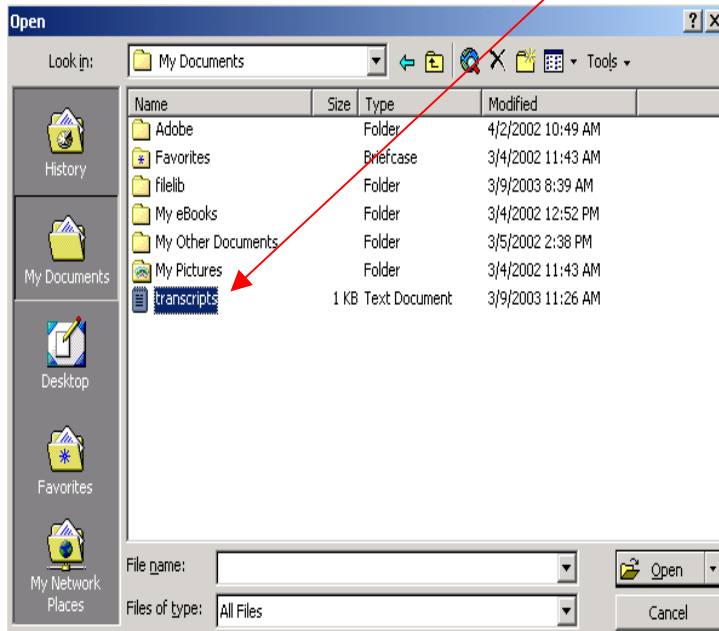 Open
Look in: My Documents Tools
Name Size Type Modified
Adobe Folder 4/2/2002 10:49 AM
Favorites Briefcase 3/4/2002 11:43 AM
filelib Folder 3/9/2003 8:39 AM
My eBooks Folder 3/4/2002 12:52 PM
My Other Documents Folder 3/5/2002 2:38 PM
My Pictures Folder 3/4/2002 11:43 AM
transcripts 1 KB Text Document 3/9/2003 11:26 AM
History
My Documents
Desktop
Favorites
My Network
Places
File name: Open
Files of type: All Files Cancel